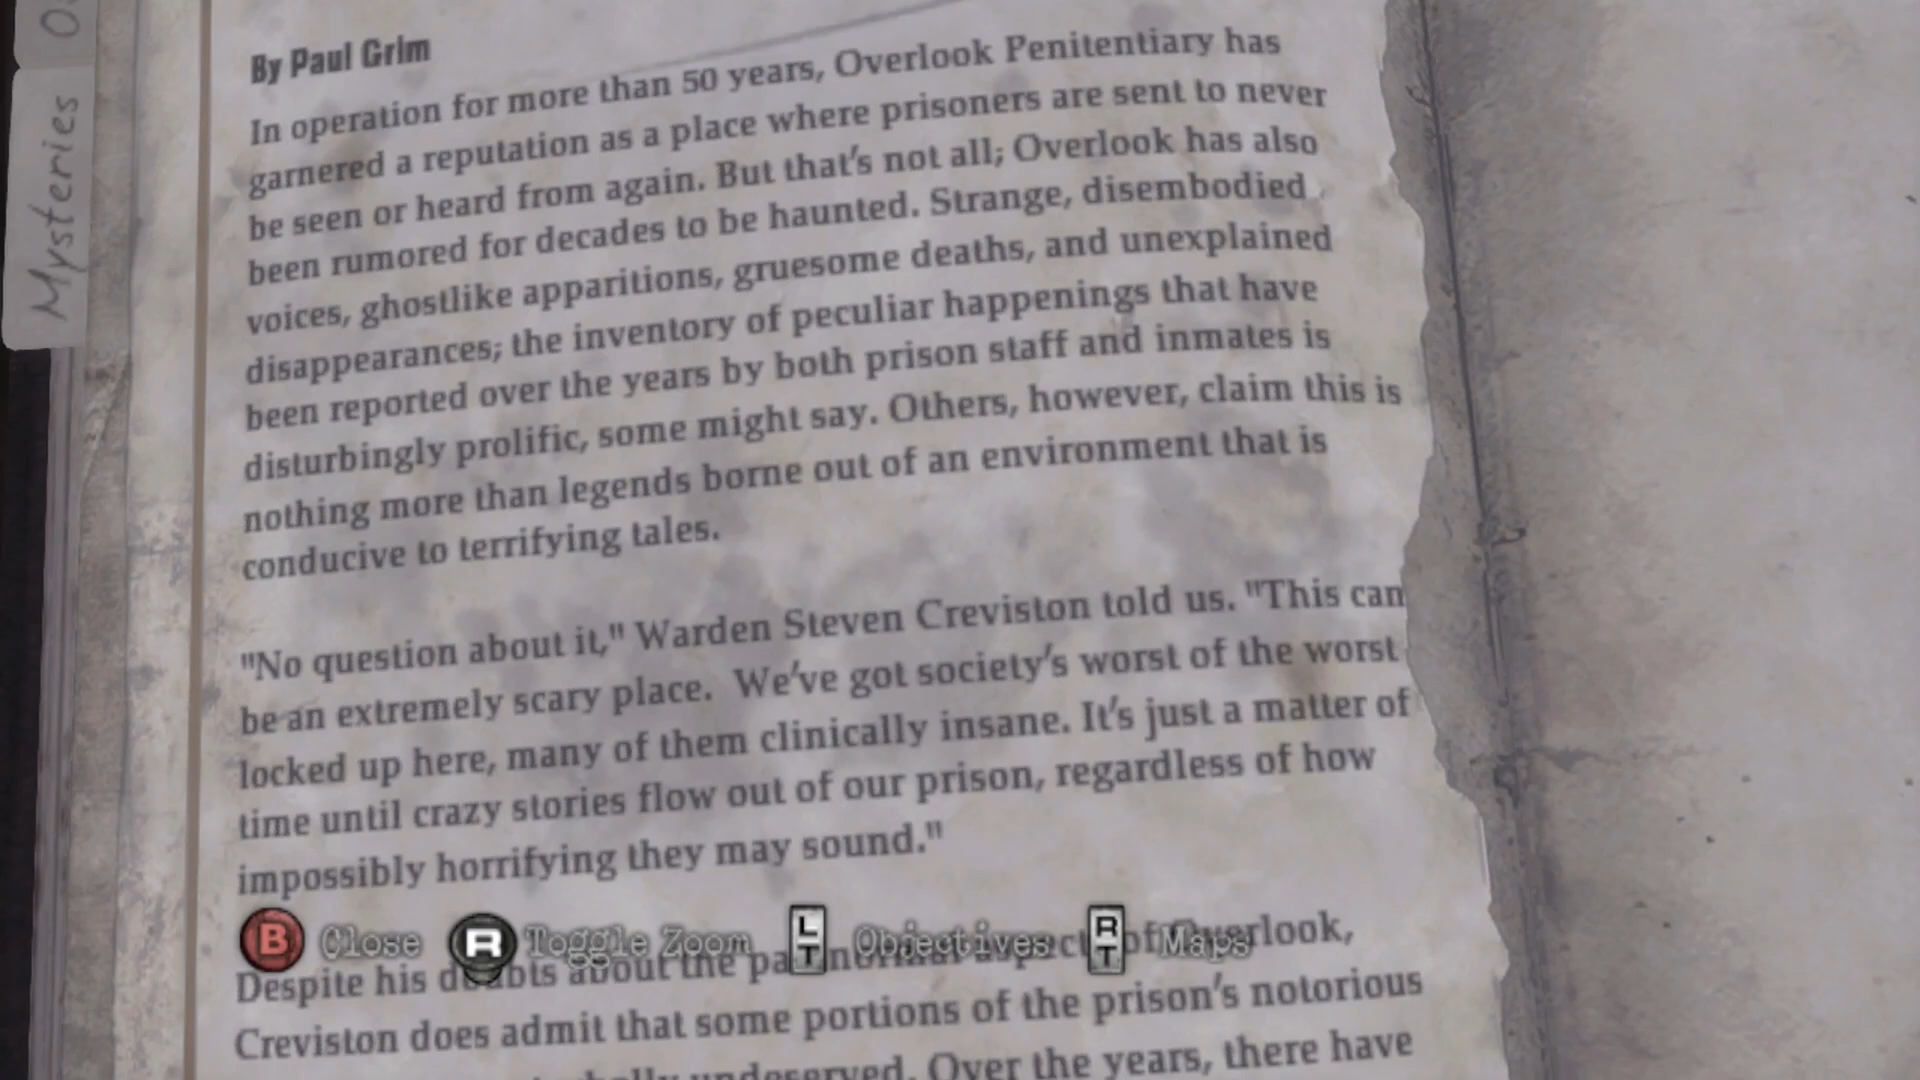 Mysteries
By Paul Grim
In operation for more than 50 years, Overlook Penitentiary has
garnered a reputation as a place where prisoners are sent to never
be seen or heard from again. But that's not all; Overlook has also
been rumored for decades to be haunted. Strange, disembodied
voices, ghostlike apparitions, gruesome deaths, and unexplained
disappearances; the inventory of peculiar happenings that have
been reported over the years by both prison staff and inmates is
disturbingly prolific, some might say. Others, however, claim this is
nothing more than legends borne out of an environment that is
conducive to terrifying tales.
"No question about it," Warden Steven Creviston told us. "This can
be an extremely scary place.  We've got society's worst of the worst
locked up here, many of them clinically insane. It's just a matter of
time until crazy stories flow out of our prison, regardless of how
impossibly horrifying they may sound."
B Close R Toggle Zoom LT Objectives RT Maps
Despite his doubts about the paranormal aspect of Overlook,
Creviston does admit that some portions of the prison's notorious
undeserved. Over the years, there have